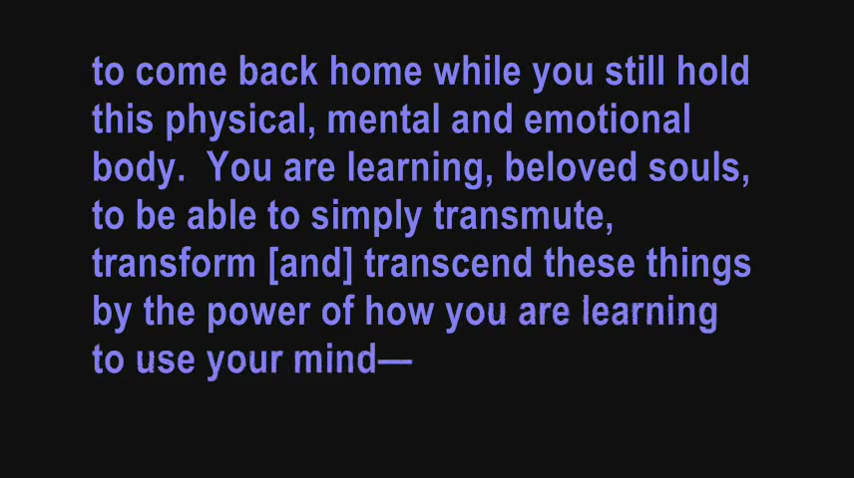 to come back home while you still hold
this physical, mental and emotional
body.  You are learning, beloved souls,
to be able to simply transmute,
transform [and] transcend these things
by the power of how you are learning
to use your mind—